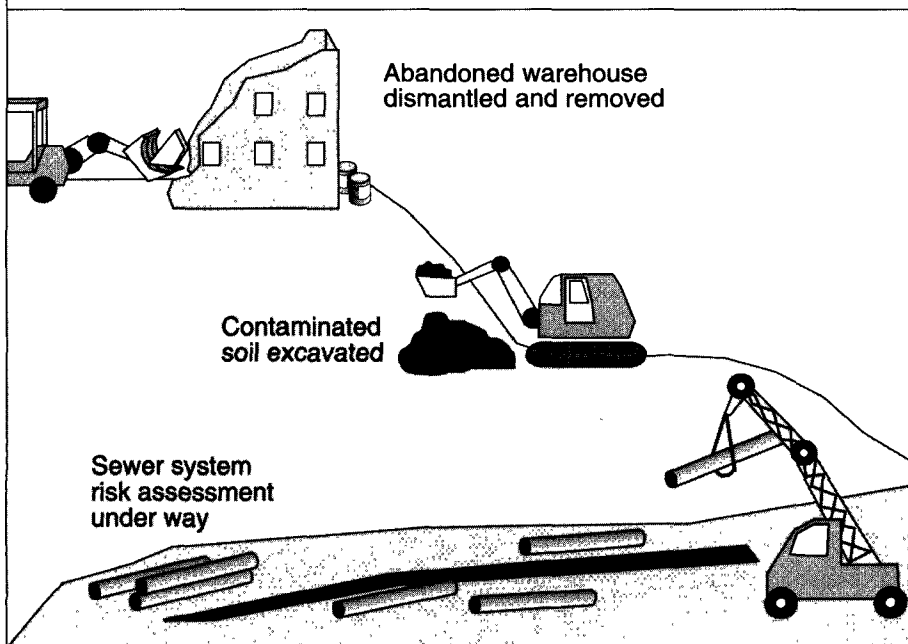 Abandoned warehouse
dismantled and removed
Contaminated
soil excavated
Sewer system
risk assessment
under way